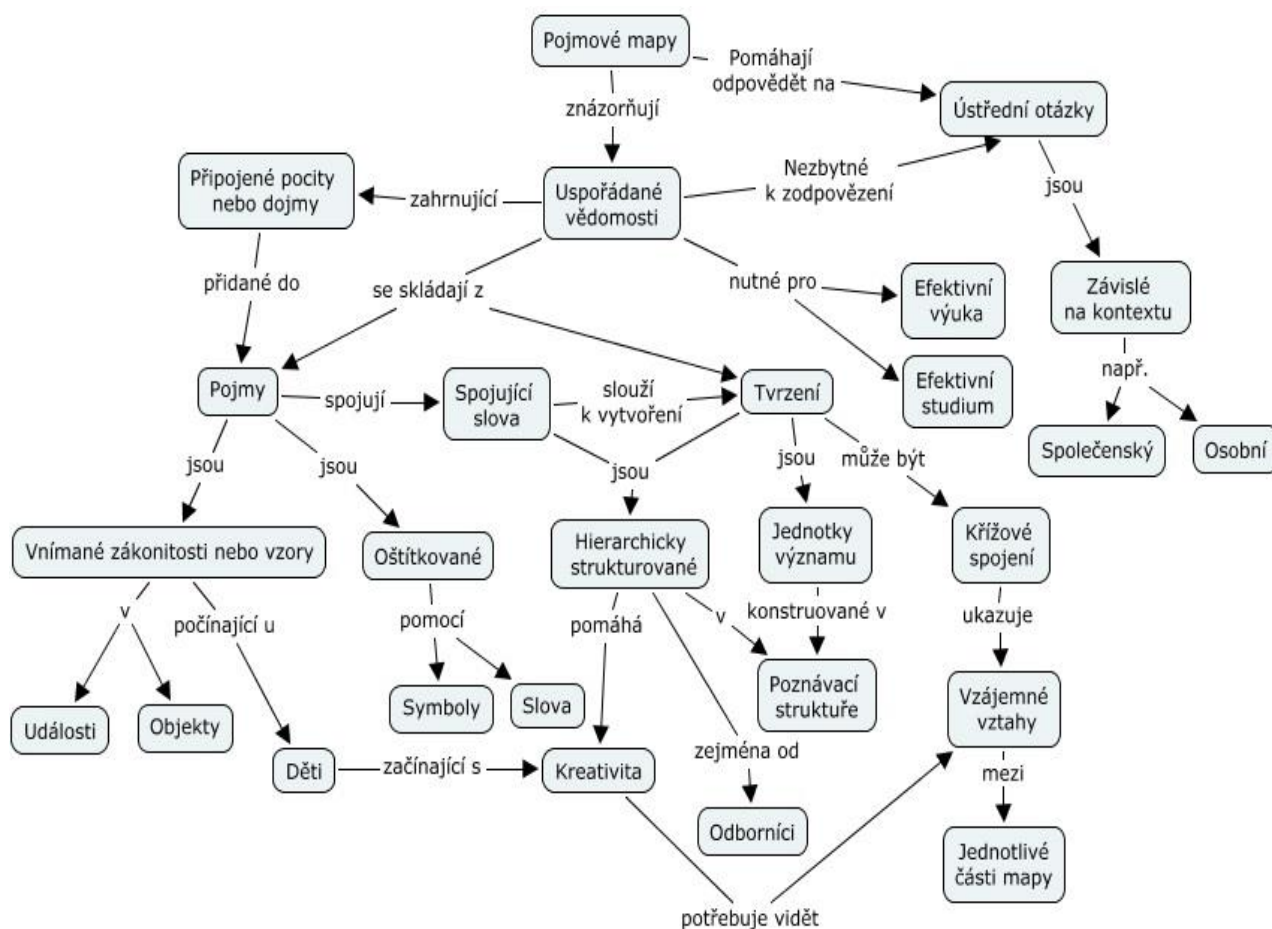 Pojmové mapy
Pomáhají
odpovědět na
znázorňují
Ústřední otázky
Připojené pocity
nebo dojmy
zahrnující
Uspořádané
vědomosti
Nezbytné
k zodpovězení
jsou
přidané do
se skládají z
nutné pro
Efektivní
výuka
Závislé
na kontextu
Pojmy
spojují
Spojující
slova
slouží
k vytvoření
Tvrzení
Efektivní
studium
např.
Společenský
Osobní
jsou
jsou
jsou
jsou
může být
Vnímané zákonitosti nebo vzory
Oštítkované
Hierarchicky
strukturované
Jednotky
významu
Křížové
spojení
v
počínající u
pomocí
pomáhá
v
konstruované v
ukazuje
Události
Objekty
Symboly
Slova
Poznávací
struktuře
Vzájemné
vztahy
Děti
začínající s
Kreativita
zejména od
mezi
Odborníci
Jednotlivé
části mapy
potřebuje vidět